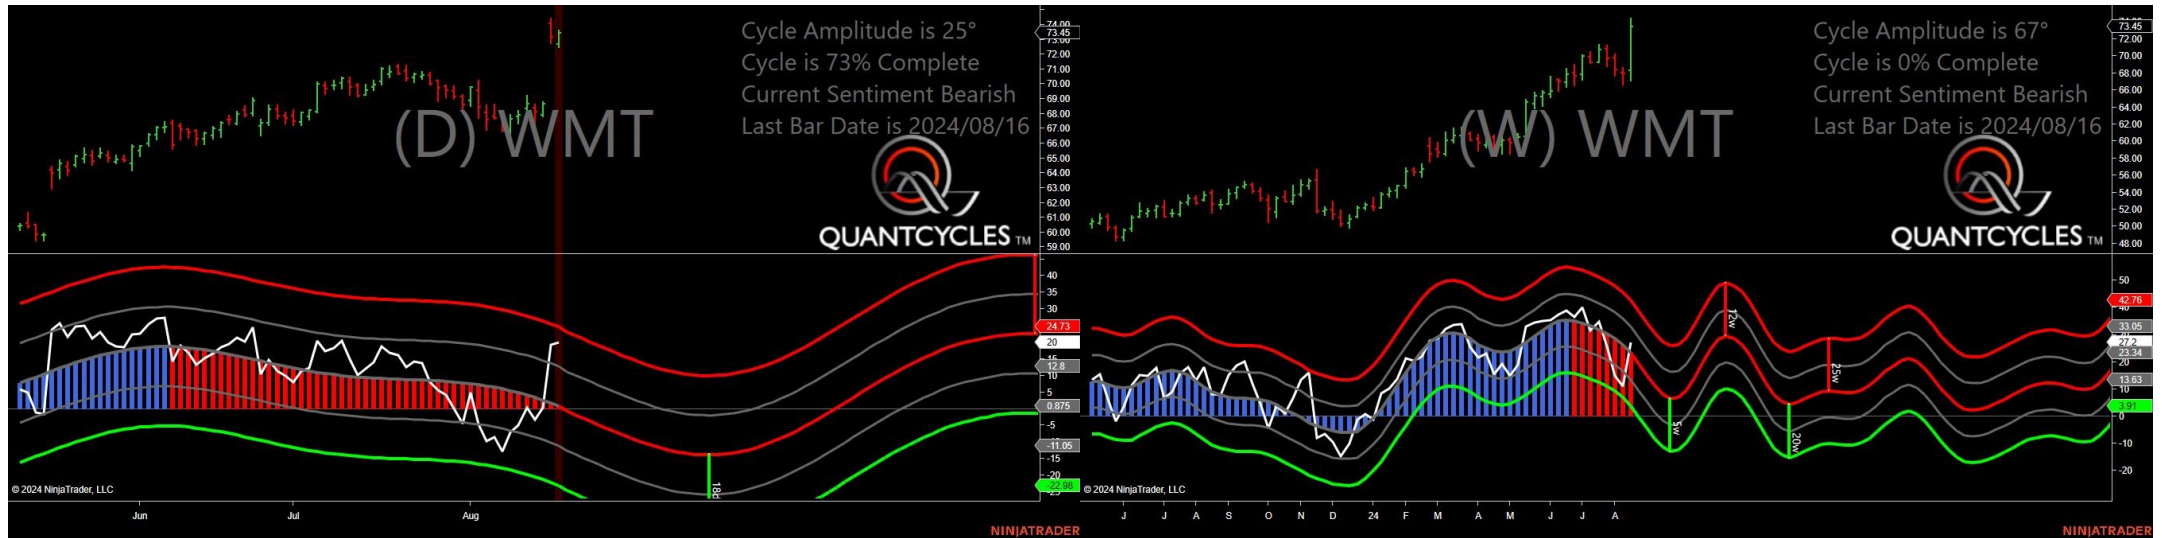 Cycle Amplitude is 25°
Cycle is 73% Complete
Current Sentiment Bearish
Last Bar Date is 2024/08/16
(D) WMT
QUANTCYCLES TM
73.45
73.00
72.00
71.00
70.00
69.00
68.00
67.00
66.00
65.00
64.00
63.00
62.00
61.00
60.00
59.00
40
35
30
24.73
20
15
12.8
10
5
0.875
-5
-11.05
-15
-20
-22.98
18d
© 2024 NinjaTrader, LLC
Jun Jul Aug
NINJATRADER
Cycle Amplitude is 67°
Cycle is 0% Complete
Current Sentiment Bearish
Last Bar Date is 2024/08/16
(W) WMT
QUANTCYCLES TM
73.45
72.00
70.00
68.00
66.00
64.00
62.00
60.00
58.00
56.00
54.00
52.00
50.00
48.00
50
42.76
33.05
27.2
23.34
20
13.63
10
3.91
0
-10
-20
5w
12w
20w
25w
© 2024 NinjaTrader, LLC
J J A S O N D 24 F M A M J J A
NINJATRADER